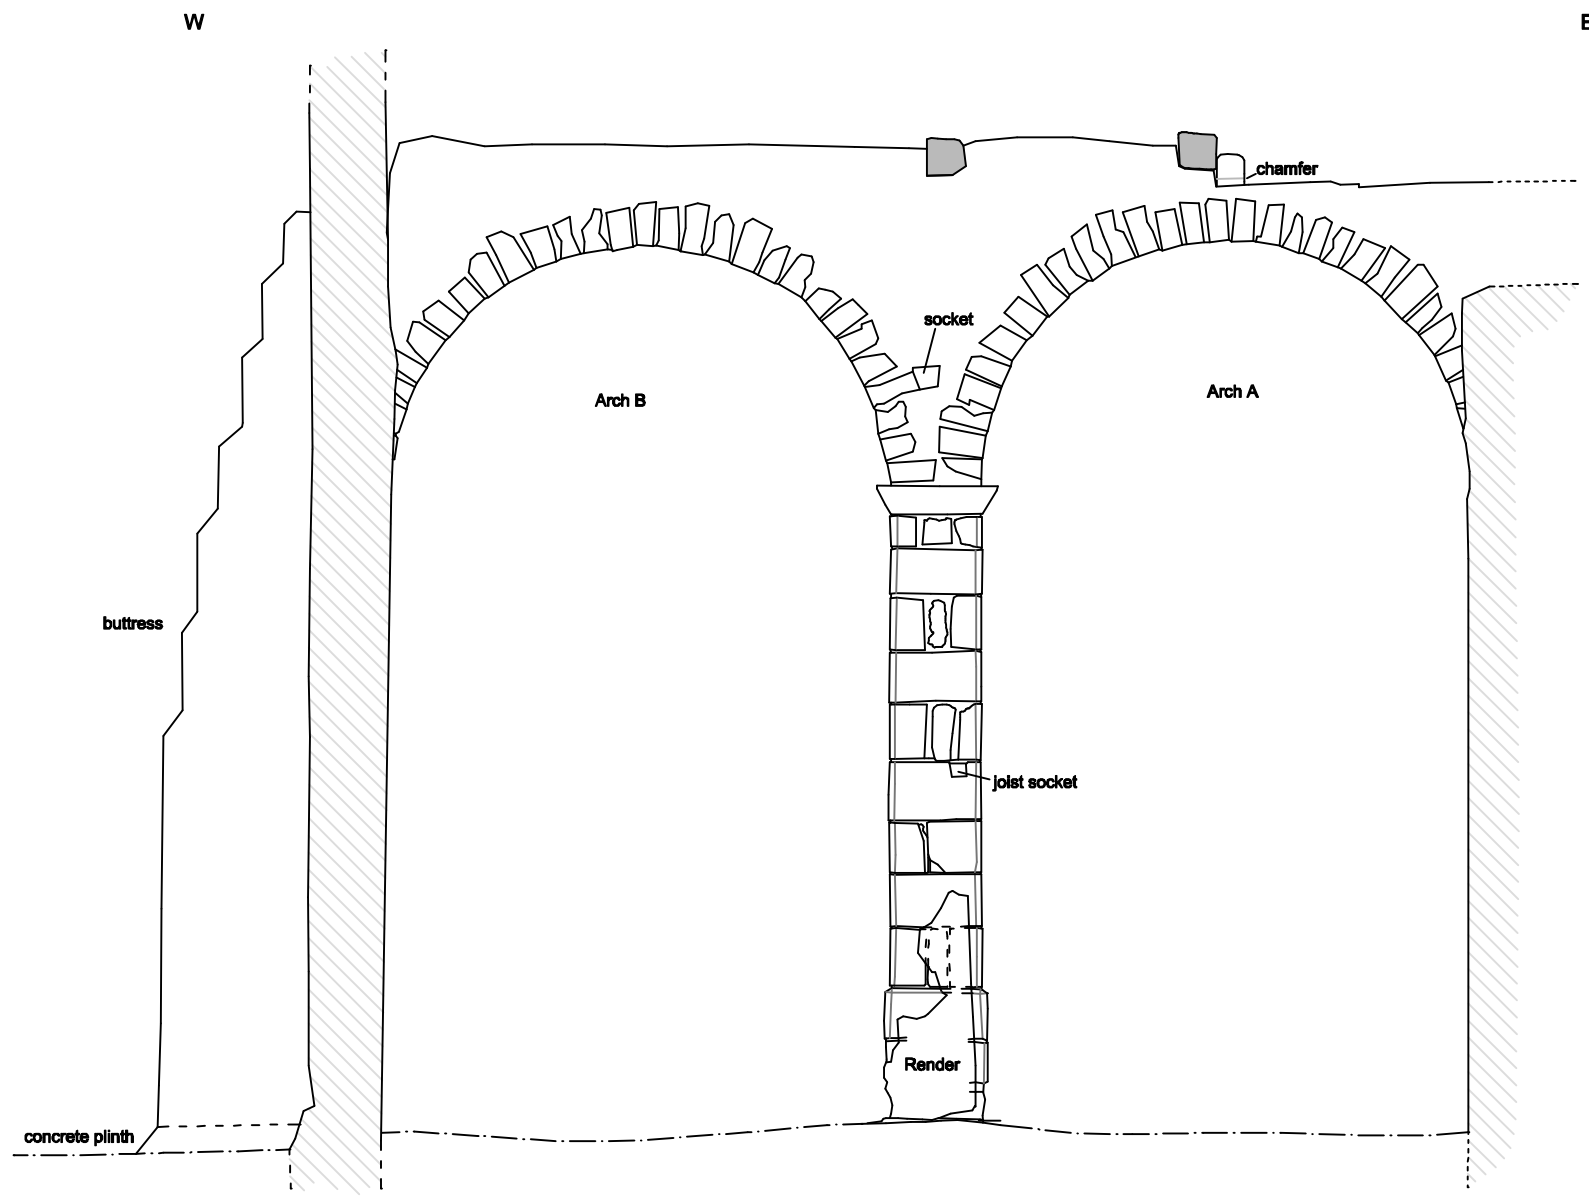 W
E
chamfer
socket
Arch B
Arch A
buttress
joist socket
Render
concrete plinth